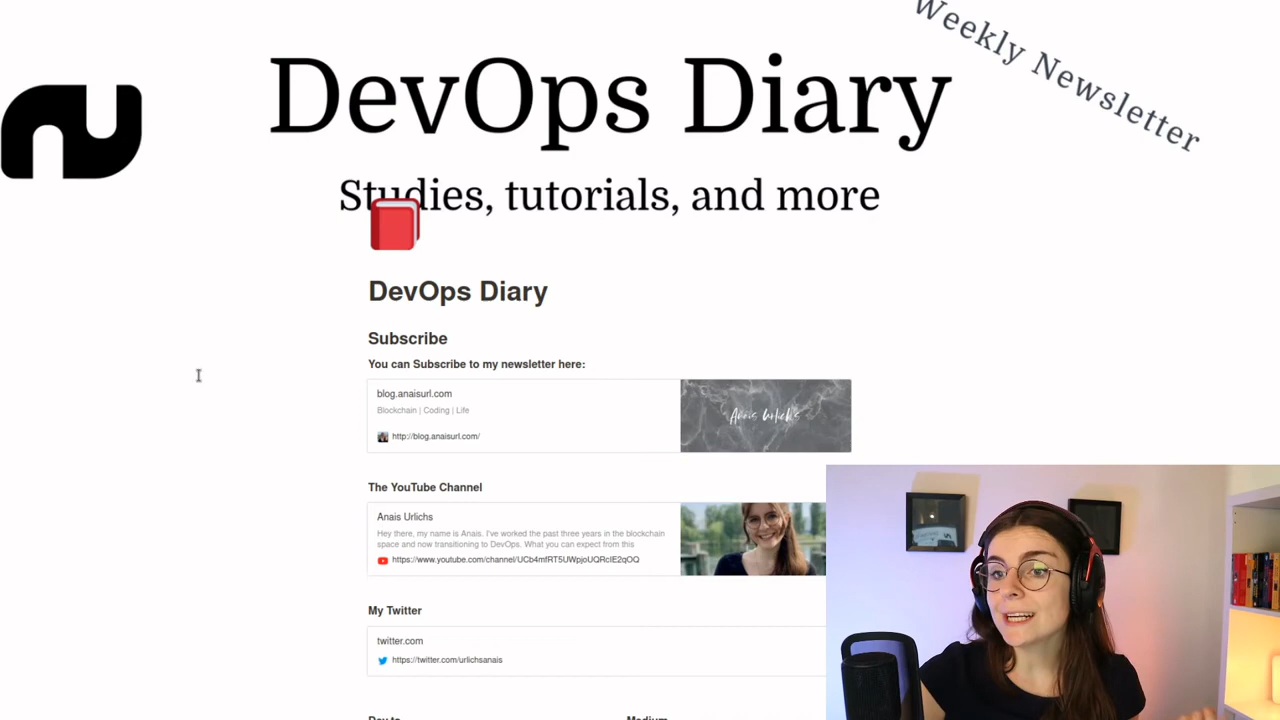 Weekly Newsletter
DevOps Diary
Studies, tutorials, and more
DevOps Diary
Subscribe
You can Subscribe to my newsletter here:
blog.anaisurl.com
Blockchain | Coding | Life
http://blog.anaisurl.com/
Anais Urlichs
The YouTube Channel
Anais Urlichs
Hey there, my name is Anais. I've worked the past three years in the blockchain
space and now transitioning to DevOps. What you can expect from this
https://www.youtube.com/channel/UCb4mfRT5UWpjoUQRcIE2qOQ
My Twitter
twitter.com
https://twitter.com/urlichsanais
Medium